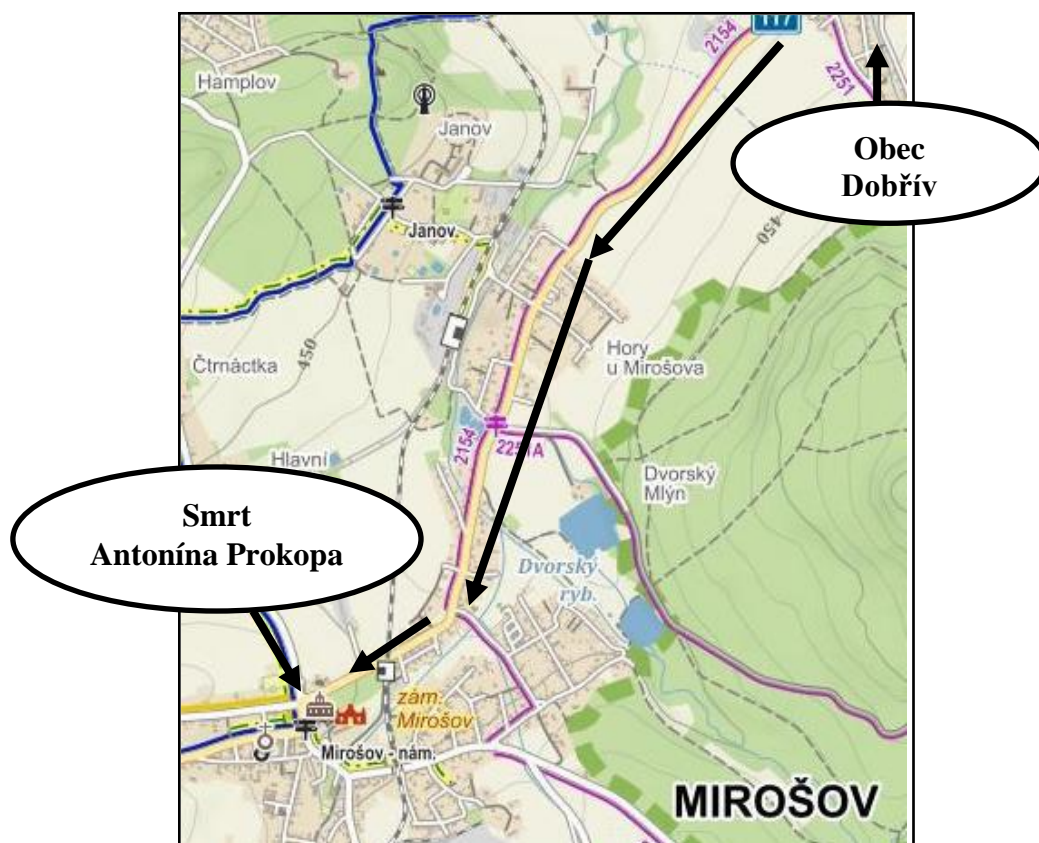 117
2154
2251
Hamplov
Janov
Obec
Dobřív
Janov.
450
450
Čtrnáctka
Hory
u Mirošova
2154
2251A
Hlavní
Dvorský
Mlýn
Smrt
Antonína Prokopa
Dvorský
ryb.
zám.
Mirošov
Mirošov - nám.
MIROŠOV